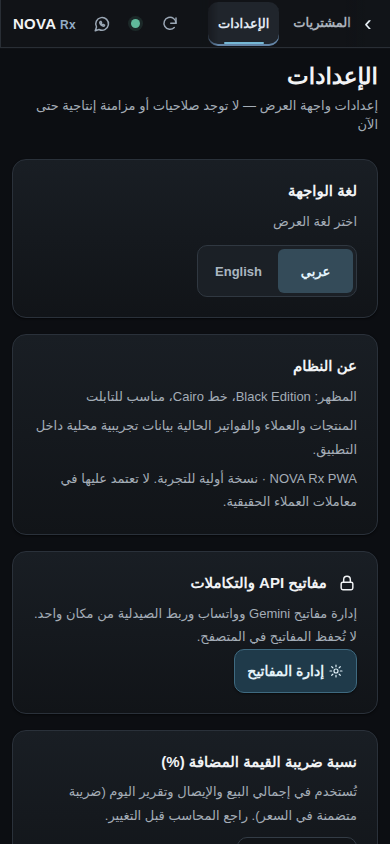 NOVA Rx
الإعدادات
المشتريات
الإعدادات
إعدادات واجهة العرض — لا توجد صلاحيات أو مزامنة إنتاجية حتى
الآن
لغة الواجهة
اختر لغة العرض
عربي
English
عن النظام
المظهر: Black Edition، خط Cairo، مناسب للتابلت
المنتجات والعملاء والفواتير الحالية بيانات تجريبية محلية داخل
التطبيق.
NOVA Rx PWA · نسخة أولية للتجربة. لا تعتمد عليها في
معاملات العملاء الحقيقية.
مفاتيح API والتكاملات
إدارة مفاتيح Gemini وواتساب وربط الصيدلية من مكان واحد.
لا تُحفظ المفاتيح في المتصفح.
إدارة المفاتيح
نسبة ضريبة القيمة المضافة (%)
تُستخدم في إجمالي البيع والإيصال وتقرير اليوم (ضريبة
متضمنة في السعر). راجع المحاسب قبل التغيير.